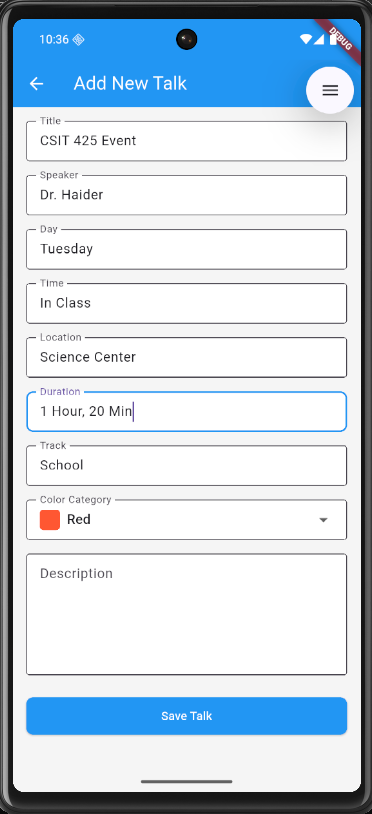 10:36
DEBUG
Add New Talk
Title
CSIT 425 Event
Speaker
Dr. Haider
Day
Tuesday
Time
In Class
Location
Science Center
Duration
1 Hour, 20 Min
Track
School
Color Category
Red
Description
Save Talk